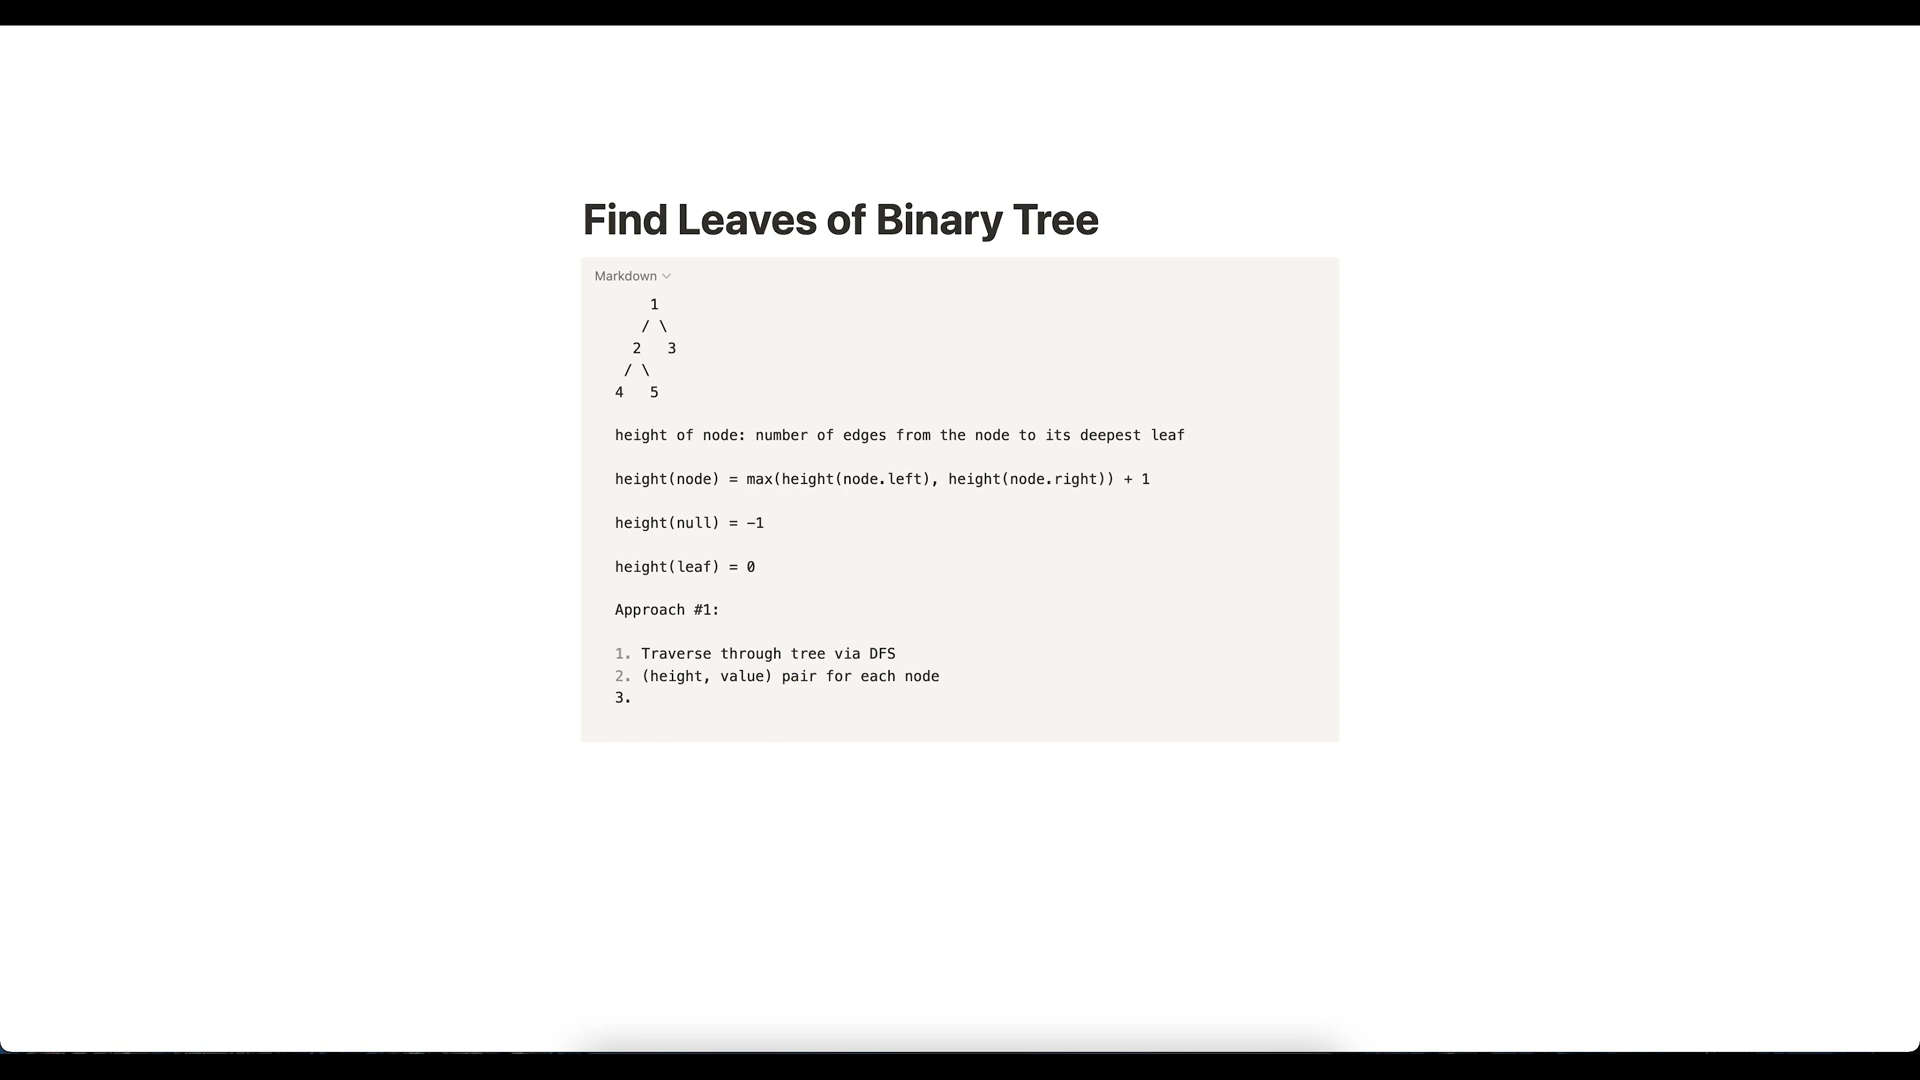 Find Leaves of Binary Tree
Markdown
1
/ \
2 3
/ \
4 5
height of node: number of edges from the node to its deepest leaf
height(node) = max(height(node.left), height(node.right)) + 1
height(null) = -1
height(leaf) = 0
Approach #1:
1. Traverse through tree via DFS
2. (height, value) pair for each node
3.